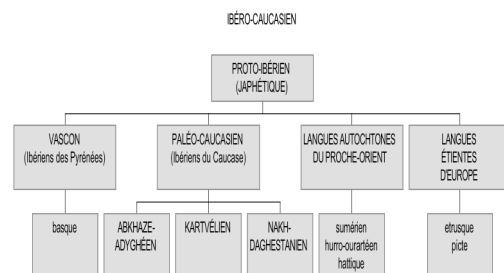 IBÉRO-CAUCASIEN
PROTO-IBÉRIEN
(JAPHÉTIQUE)
VASCON
(Ibériens des Pyrénées)
PALÉO-CAUCASIEN
(Ibériens du Caucase)
LANGUES AUTOCHTONES
DU PROCHE-ORIENT
LANGUES
ÉTIENTES
D'EUROPE
basque
ABKHAZE-
ADYGHÉEN
KARTVÉLIEN
NAKH-
DAGHESTANIEN
sumérien
hurro-ourartéen
hattique
etrusque
picte